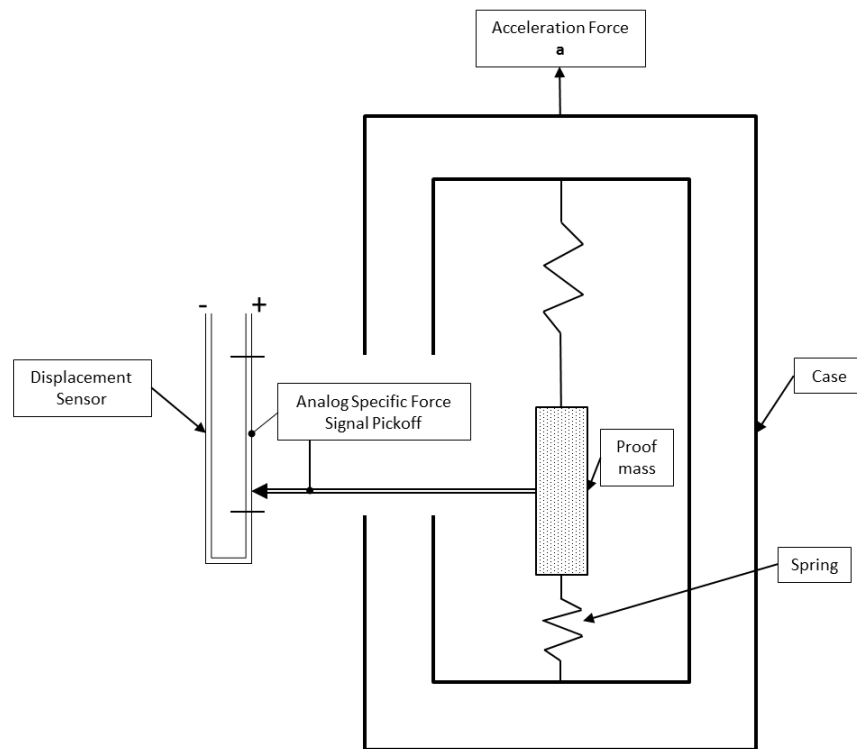 Acceleration Force
a
- +
Displacement
Sensor
Analog Specific Force
Signal Pickoff
Case
Proof
mass
Spring